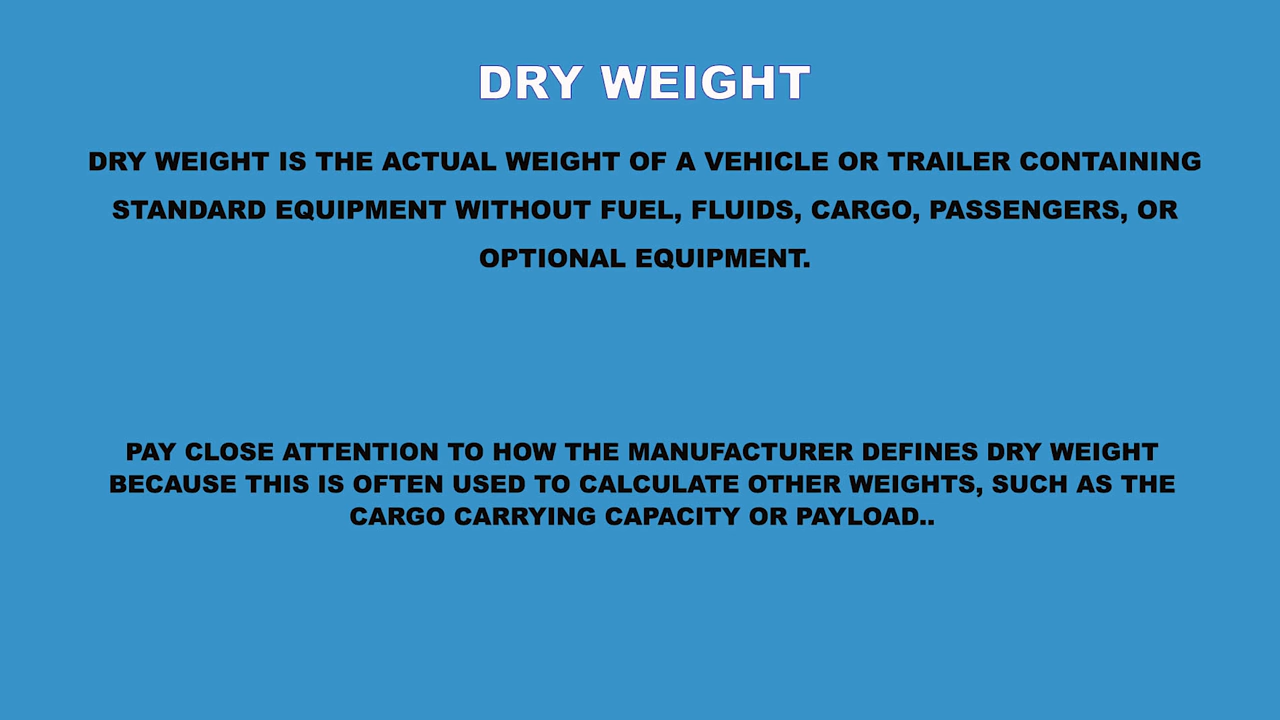 DRY WEIGHT
DRY WEIGHT IS THE ACTUAL WEIGHT OF A VEHICLE OR TRAILER CONTAINING
STANDARD EQUIPMENT WITHOUT FUEL, FLUIDS, CARGO, PASSENGERS, OR
OPTIONAL EQUIPMENT.
PAY CLOSE ATTENTION TO HOW THE MANUFACTURER DEFINES DRY WEIGHT
BECAUSE THIS IS OFTEN USED TO CALCULATE OTHER WEIGHTS, SUCH AS THE
CARGO CARRYING CAPACITY OR PAYLOAD..